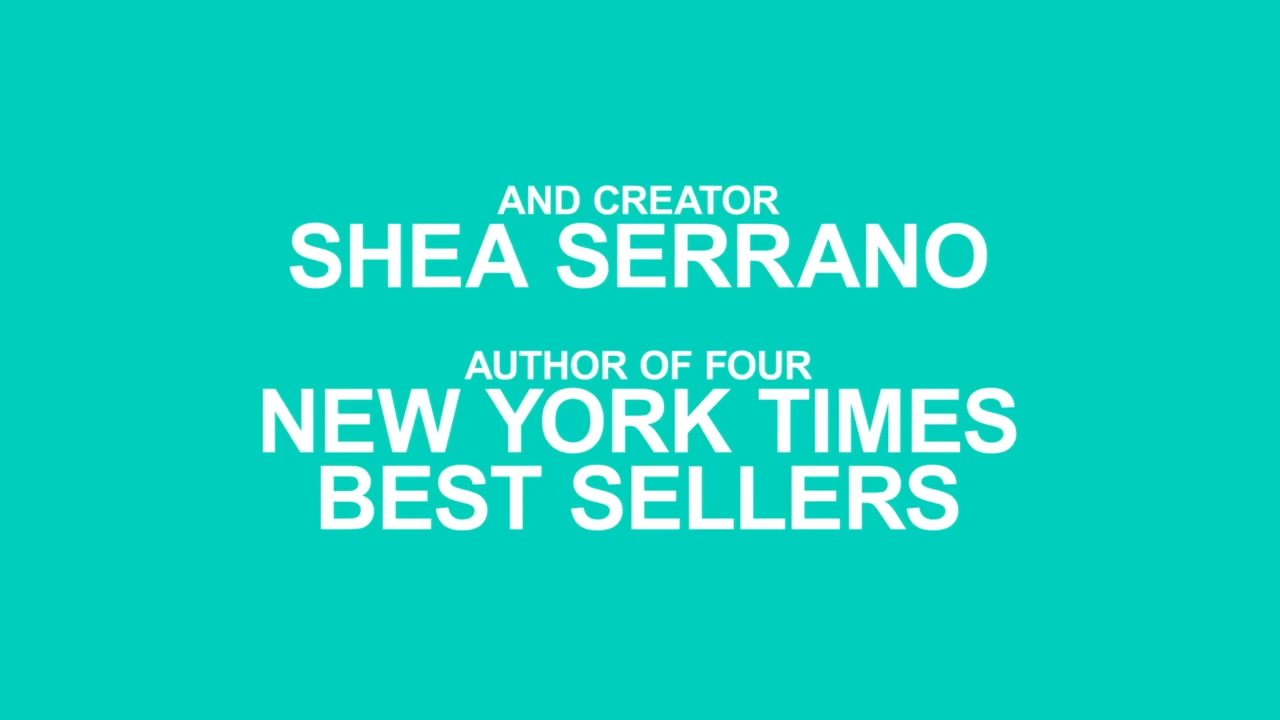 AND CREATOR
SHEA SERRANO
AUTHOR OF FOUR
NEW YORK TIMES
BEST SELLERS